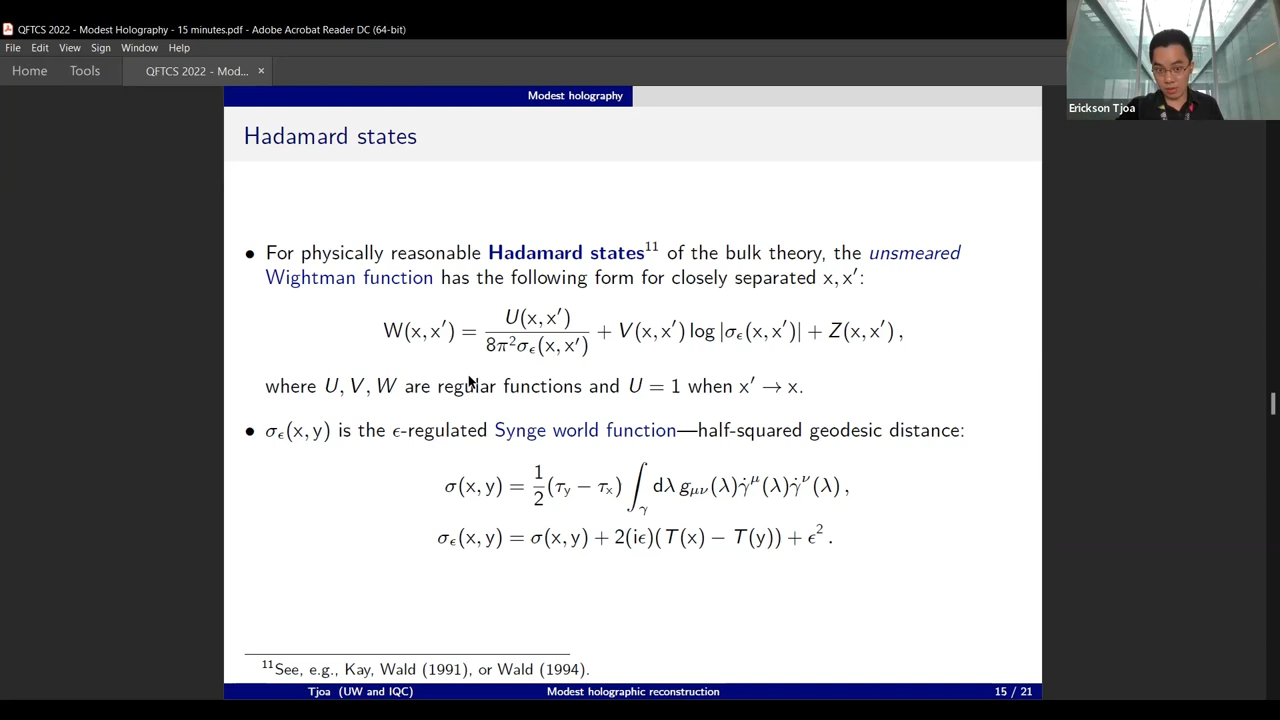 QFTCS 2022 - Modest Holography - 15 minutes.pdf - Adobe Acrobat Reader DC (64-bit)
File Edit View Sign Window Help
Home Tools QFTCS 2022 - Mod... ×
Erickson Tjoa
Modest holography
Hadamard states
• For physically reasonable Hadamard states¹¹ of the bulk theory, the unsmeared
Wightman function has the following form for closely separated x, x′:
W(x, x′) = U(x, x′) / 8π²σ_ϵ(x, x′) + V(x, x′) log |σ_ϵ(x, x′)| + Z(x, x′) ,
where U, V, W are regular functions and U = 1 when x′ → x.
• σ_ϵ(x, y) is the ϵ-regulated Synge world function—half-squared geodesic distance:
σ(x, y) = 1/2 (τ_y − τ_x) ∫_γ dλ g_μν(λ)γ̇^μ(λ)γ̇^ν(λ) ,
σ_ϵ(x, y) = σ(x, y) + 2(iϵ)(T(x) − T(y)) + ϵ² .
¹¹See, e.g., Kay, Wald (1991), or Wald (1994).
Tjoa (UW and IQC) Modest holographic reconstruction 15 / 21